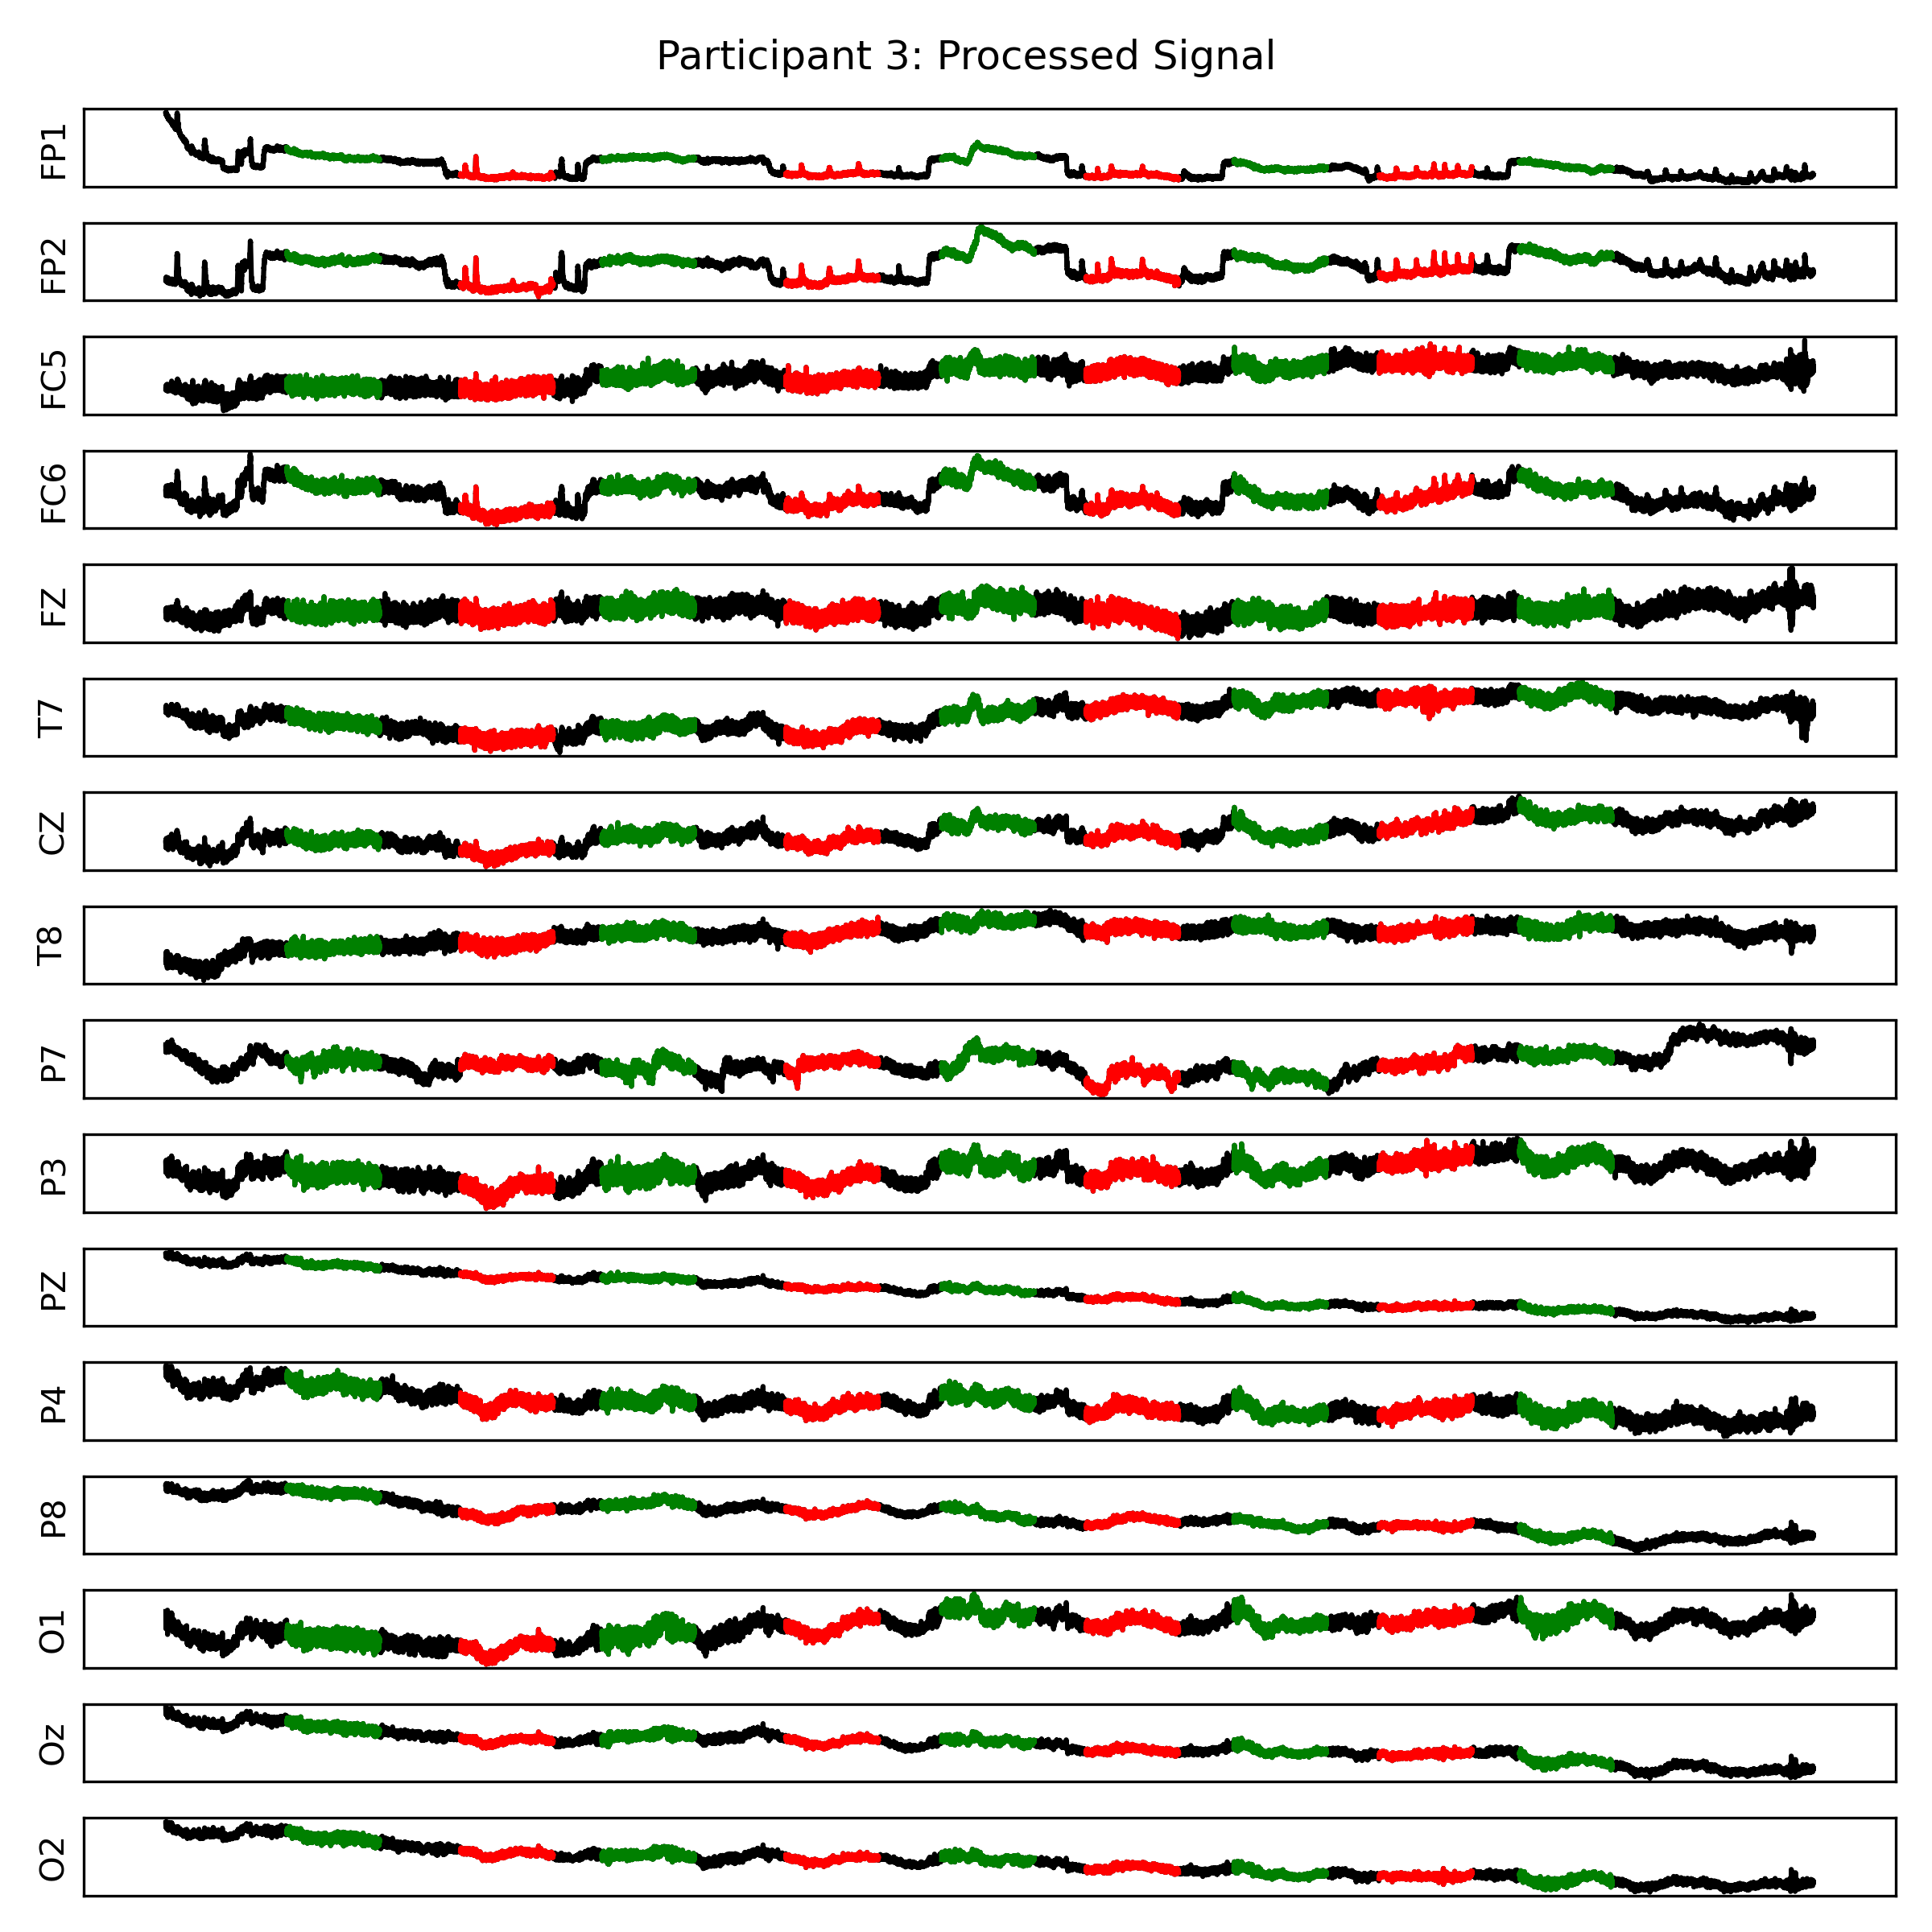 Participant 3: Processed Signal
FP1
FP2
FC5
FC6
FZ
T7
CZ
T8
P7
P3
PZ
P4
P8
O1
Oz
O2